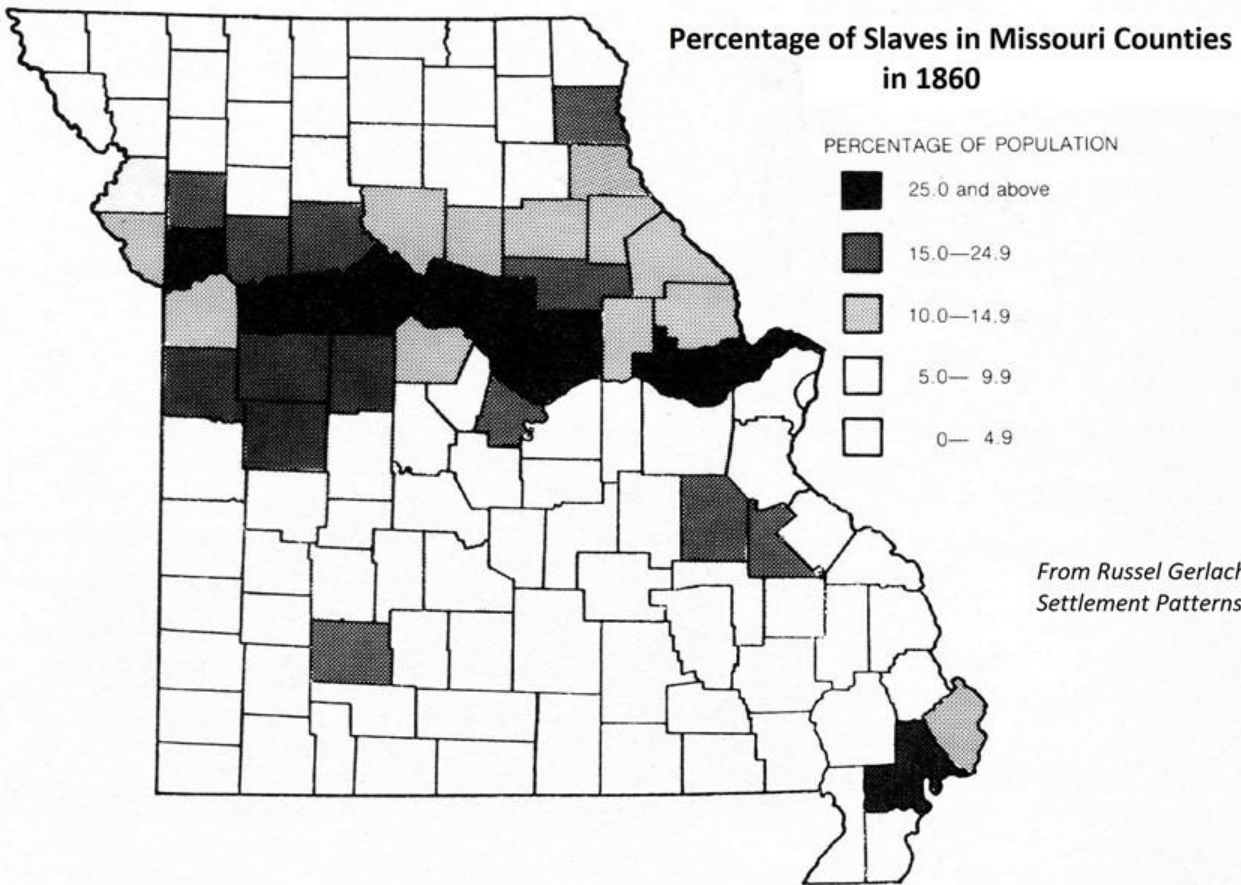 Percentage of Slaves in Missouri Counties
in 1860
PERCENTAGE OF POPULATION
25.0 and above
15.0—24.9
10.0—14.9
5.0— 9.9
0— 4.9
From Russel Gerlach
Settlement Patterns